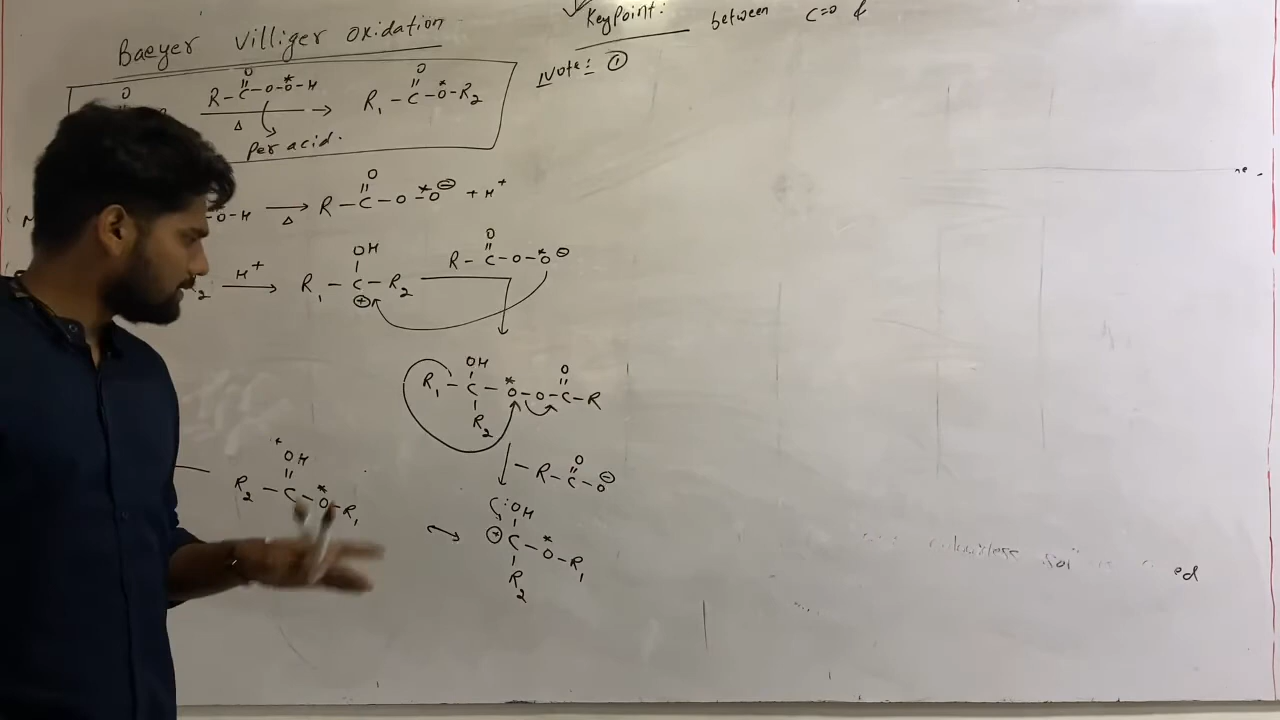 Baeyer Villiger Oxidation
KeyPoint: between C=O &
Note: ①
O
R-C-O-O*-H
Δ
Per acid.
O
R₁-C-O*-R₂
O-H
Δ
O
R-C-O-O*⊖ + H⁺
H⁺
OH
R₁-C-R₂
⊕
O
R-C-O-O*⊖
OH
R₁-C-O*-O-C-R
R₂
O
-R-C-O⊖
*OH
R₂-C-O*-R₁
:OH
⊕ C-O*-R₁
R₂